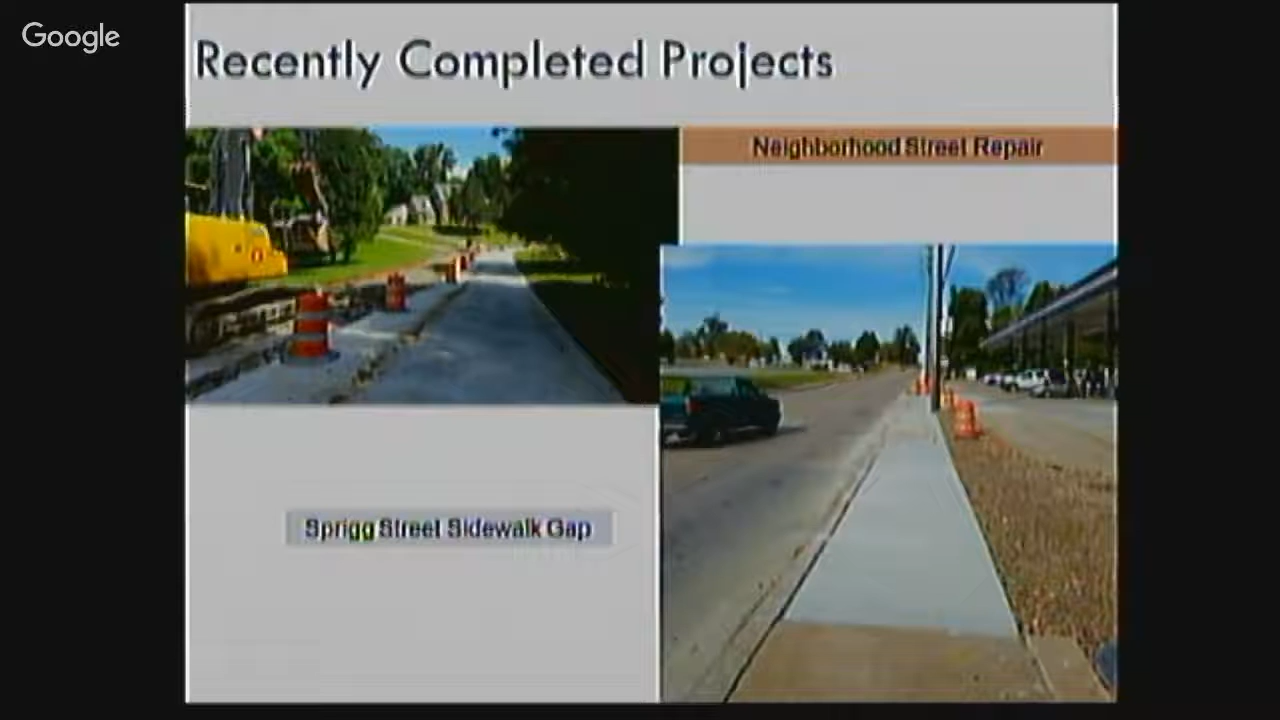 Google
Recently Completed Projects
Neighborhood Street Repair
Sprigg Street Sidewalk Gap